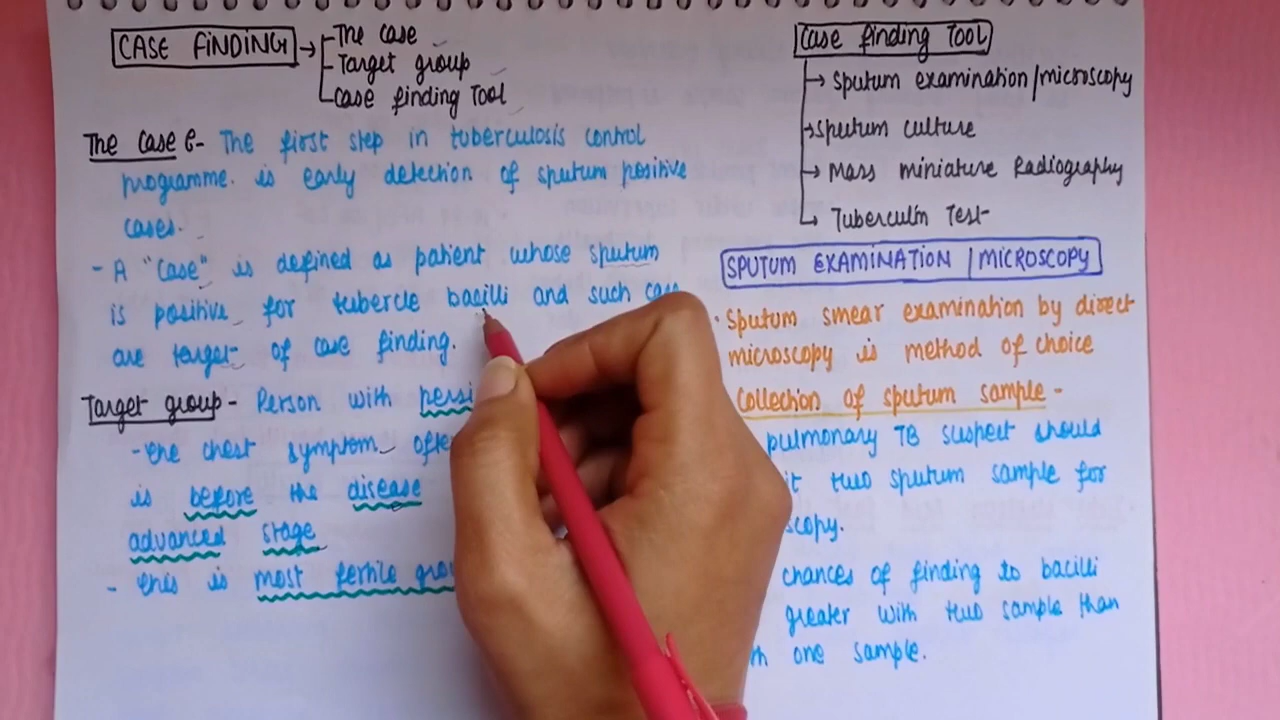 CASE FINDING → The case
Target group
Case finding Tool
The Case :- The first step in tuberculosis control
programme. is early detection of sputum positive
cases.
- A "Case" is defined as patient whose sputum
is positive for tubercle bacilli and such
are target of case finding.
Target group - Person with
- the chest symptom
is before the disease
advanced stage
- this is most fertile
Case finding Tool
→ Sputum examination/microscopy
→ Sputum culture
→ Mass miniature Radiography
Tuberculin Test
SPUTUM EXAMINATION / MICROSCOPY
• Sputum smear examination by direct
microscopy is method of choice
Collection of sputum sample -
pulmonary TB suspect should
two sputum sample for
chances of finding to bacilli
greater with two sample than
one sample.